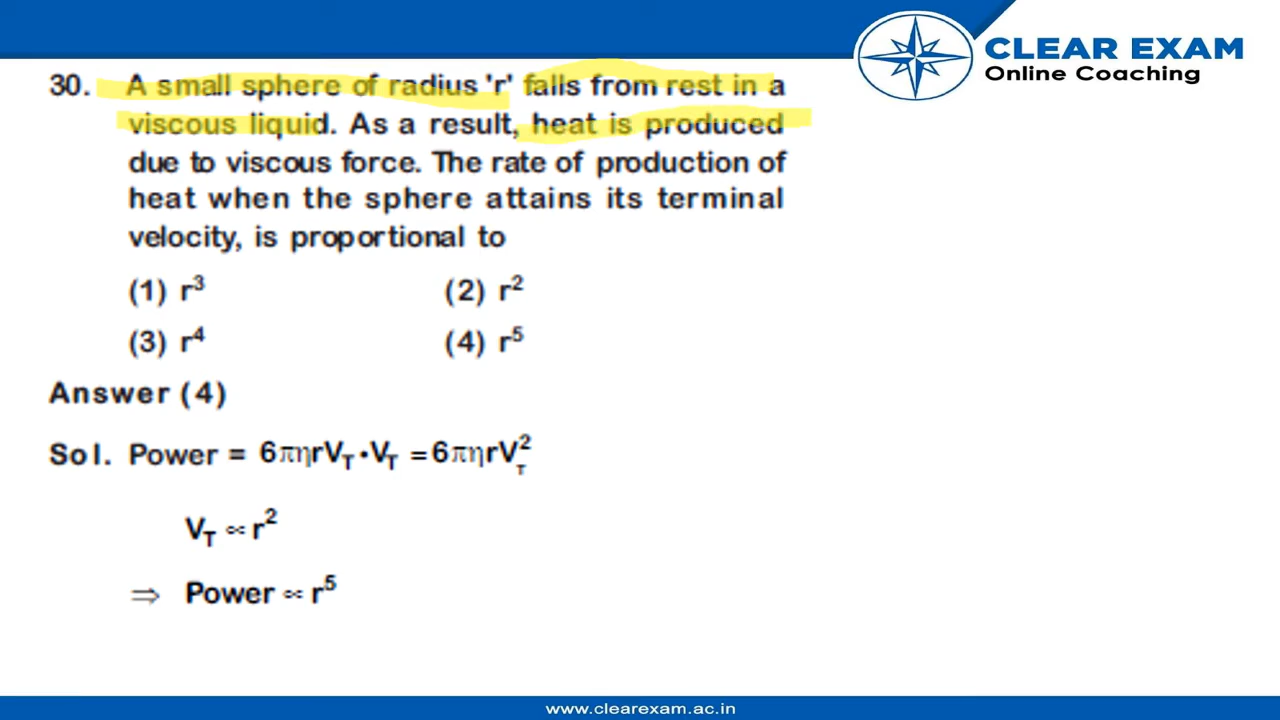 CLEAR EXAM
Online Coaching
30. A small sphere of radius 'r' falls from rest in a
viscous liquid. As a result, heat is produced
due to viscous force. The rate of production of
heat when the sphere attains its terminal
velocity, is proportional to
(1) r³ (2) r²
(3) r⁴ (4) r⁵
Answer (4)
Sol. Power = 6πηrV_T•V_T = 6πηrV_T²
V_T ∝ r²
⇒ Power ∝ r⁵
www.clearexam.ac.in